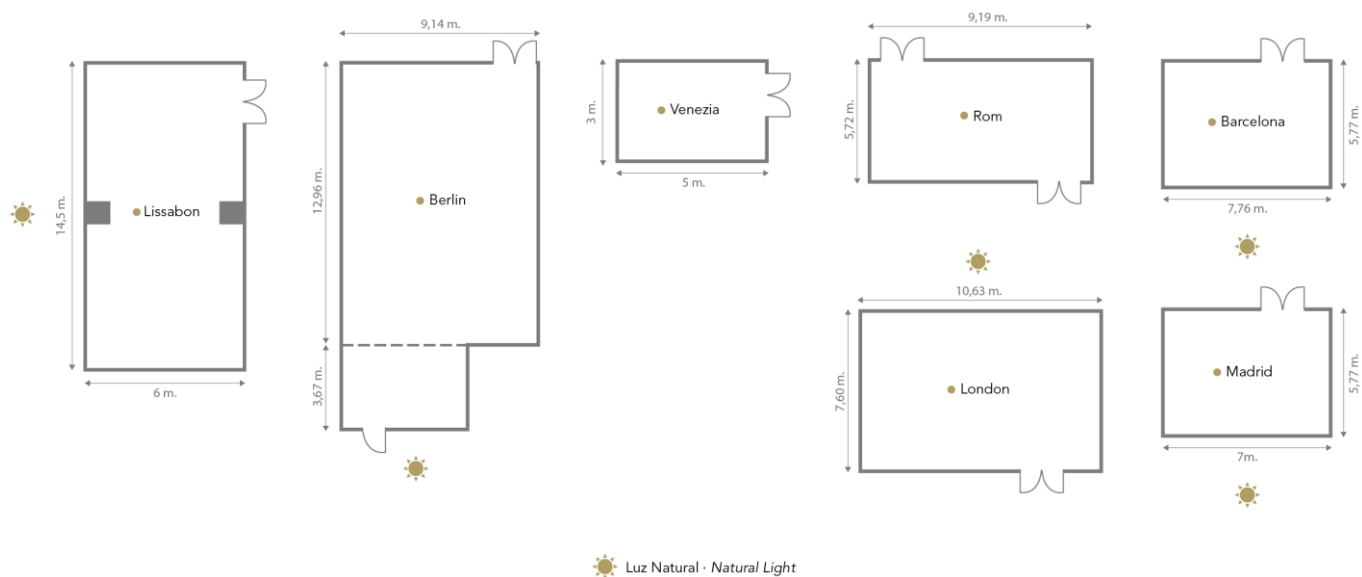 9,14 m.
9,19 m.
14,5 m.
Lissabon
6 m.
12,96 m.
Berlin
3,67 m.
3 m.
Venezia
5 m.
5,72 m.
Rom
Barcelona
5,77 m.
7,76 m.
10,63 m.
7,60 m.
London
Madrid
5,77 m.
7m.
Luz Natural · Natural Light